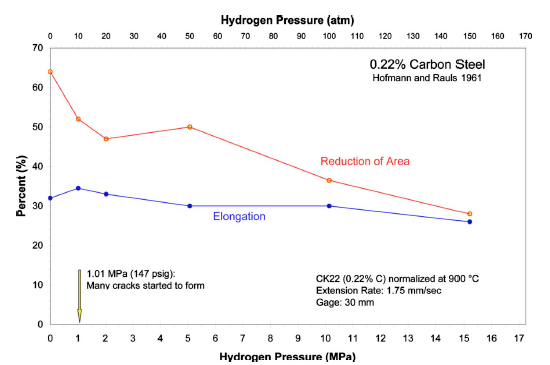 Hydrogen Pressure (atm)
0 10 20 30 40 50 60 70 80 90 100 110 120 130 140 150 160 170
70
60
50
40
30
20
10
0
Percent (%)
0.22% Carbon Steel
Hofmann and Rauls 1961
Reduction of Area
Elongation
1.01 MPa (147 psig):
Many cracks started to form
CK22 (0.22% C) normalized at 900 °C
Extension Rate: 1.75 mm/sec
Gage: 30 mm
0 1 2 3 4 5 6 7 8 9 10 11 12 13 14 15 16 17
Hydrogen Pressure (MPa)